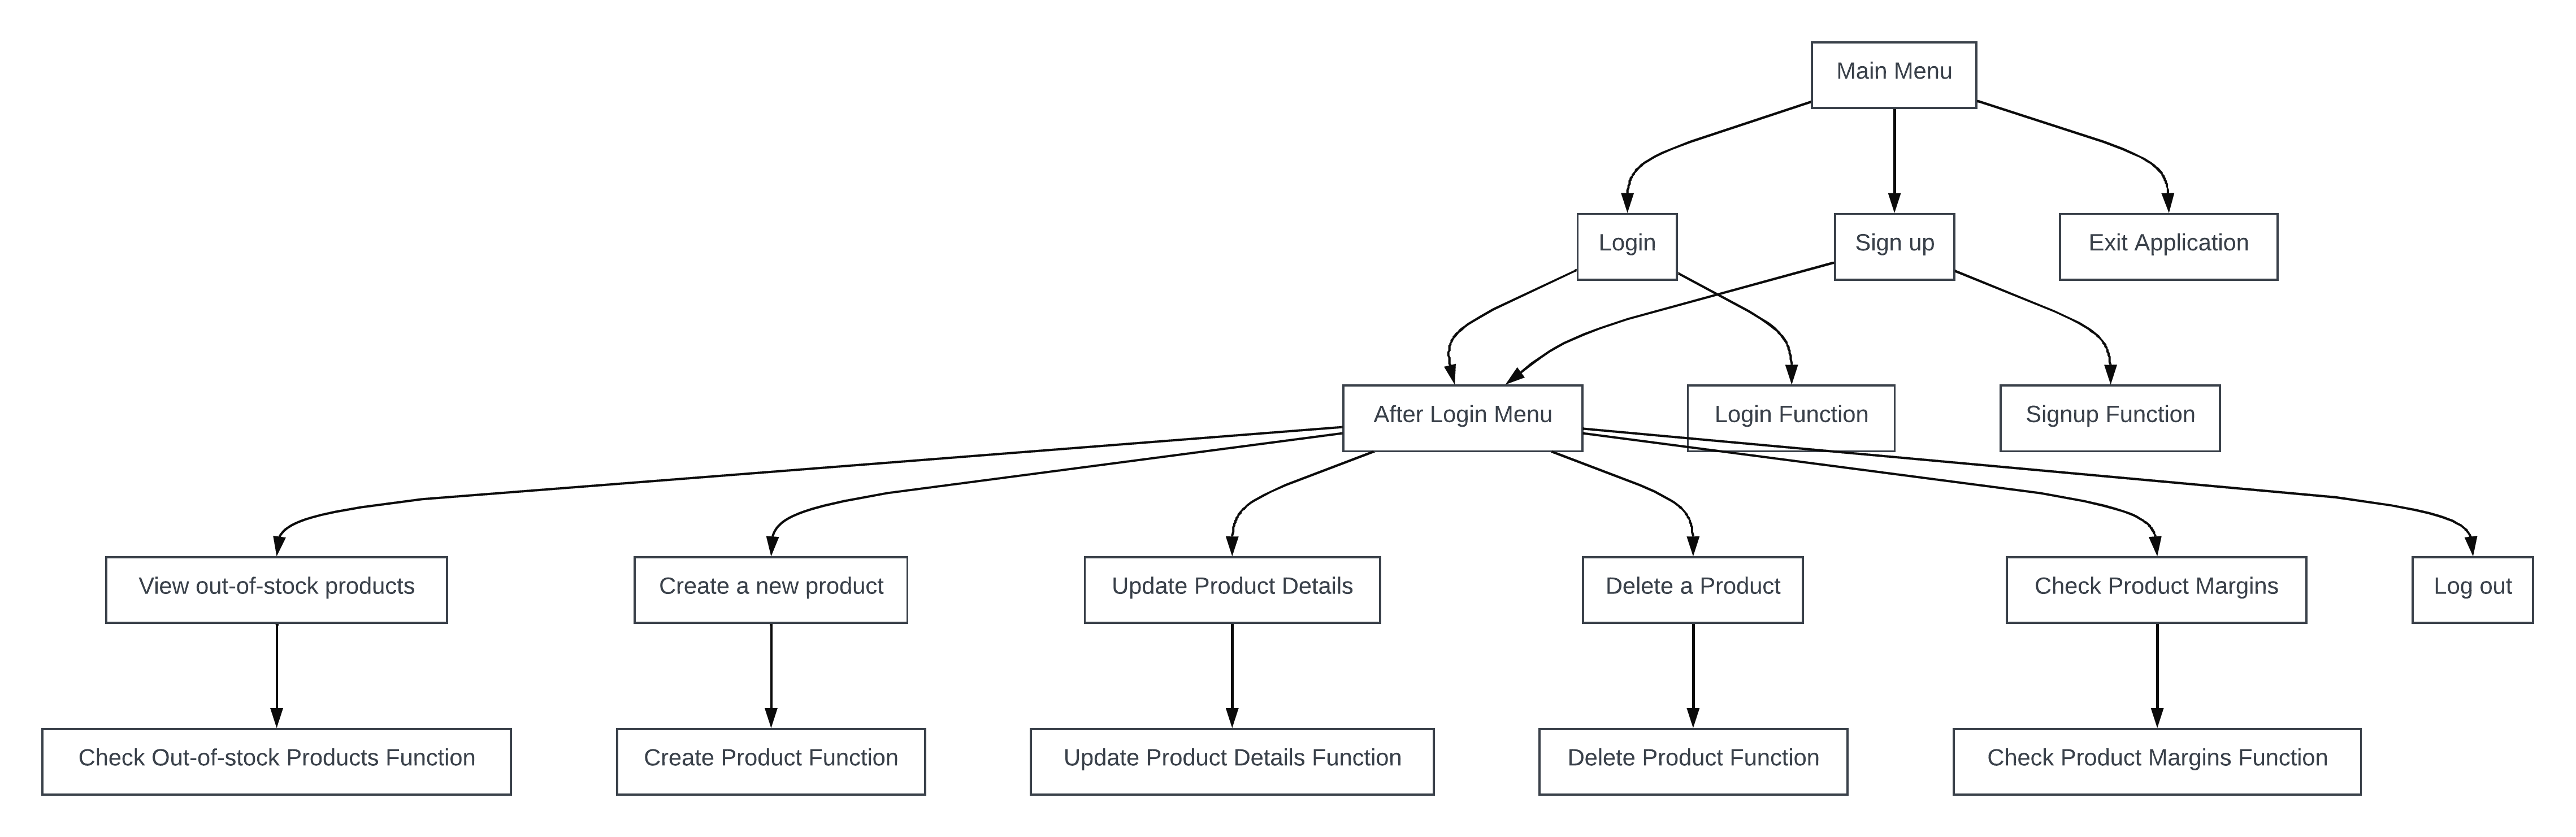 Main Menu
Login
Sign up
Exit Application
After Login Menu
Login Function
Signup Function
View out-of-stock products
Create a new product
Update Product Details
Delete a Product
Check Product Margins
Log out
Check Out-of-stock Products Function
Create Product Function
Update Product Details Function
Delete Product Function
Check Product Margins Function